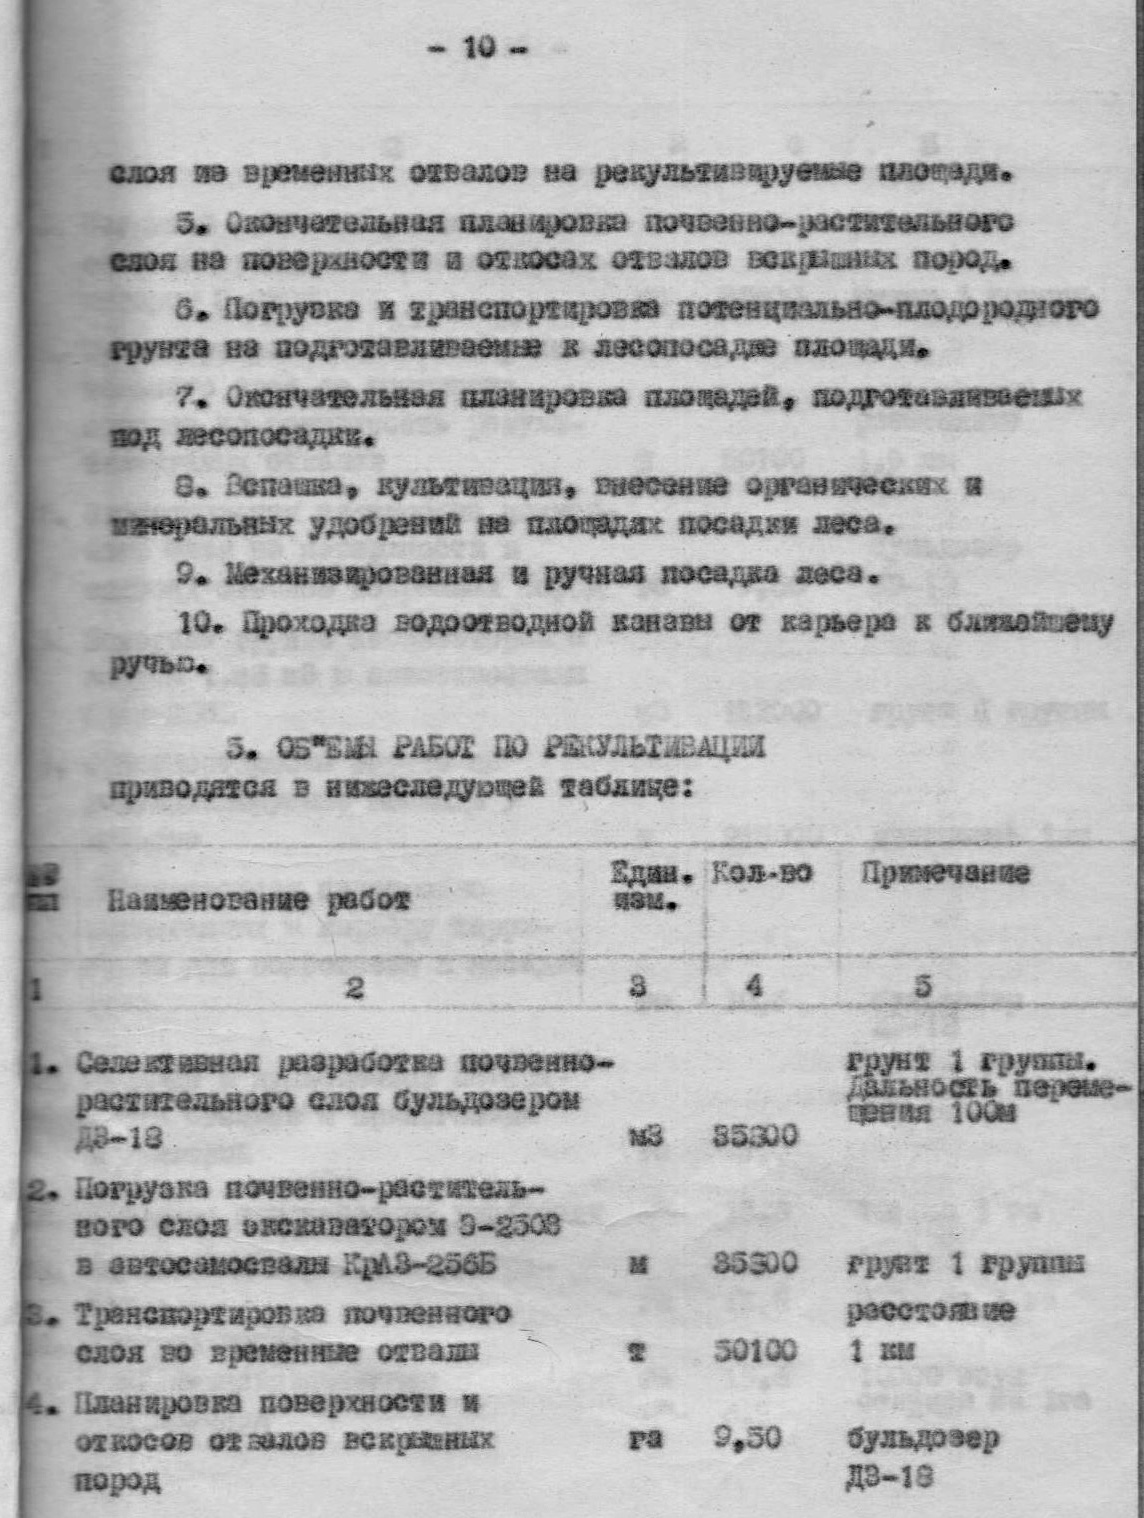 - 10 -
слоя из временных отвалов на рекультивируемые площади.
5. Окончательная планировка почвенно-растительного
слоя на поверхности и откосах отвалов вскрышных пород.
6. Погрузка и транспортировка потенциально-плодородного
грунта на подготавливаемые к лесопосадке площади.
7. Окончательная планировка площадей, подготавливаемых
под лесопосадки.
8. Вспашка, культивация, внесение органических и
минеральных удобрений на площадях посадки леса.
9. Механизированная и ручная посадка леса.
10. Проходка водоотводной канавы от карьера к ближайшему
ручью.
5. ОБ"ЕМЫ РАБОТ ПО РЕКУЛЬТИВАЦИИ
приводятся в нижеследующей таблице:
№№ Един. Кол-во Примечание
пп Наименование работ изм.
1 2 3 4 5
1. Селективная разработка почвенно- грунт 1 группы.
растительного слоя бульдозером Дальность переме-
щения 100м
ДЗ-18 м3 35800
2. Погрузка почвенно-раститель-
ного слоя экскаватором Э-2503
в автосамосвалы КрАЗ-256Б м 35800 грунт 1 группы
3. Транспортировка почвенного расстояние
слоя во временные отвалы т 50100 1 км
4. Планировка поверхности и
откосов отвалов вскрышных га 9,50 бульдозер
пород ДЗ-18